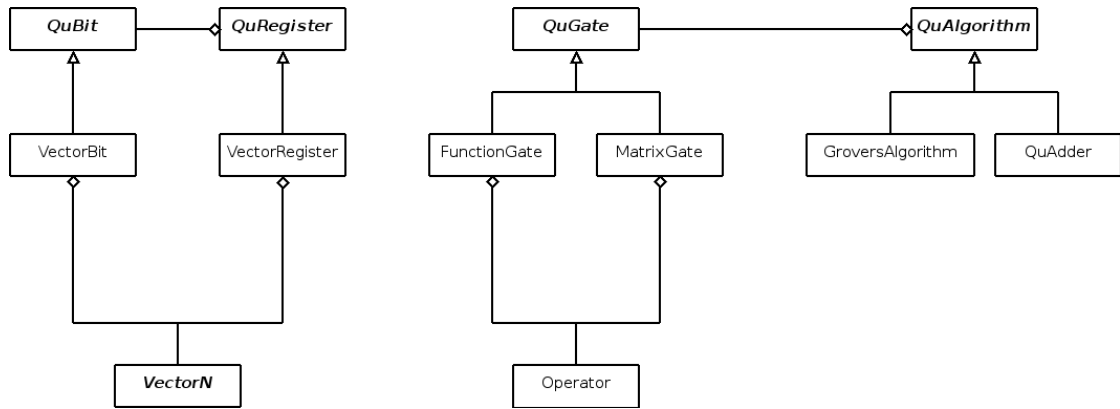 QuBit
QuRegister
QuGate
QuAlgorithm
VectorBit
VectorRegister
FunctionGate
MatrixGate
GroversAlgorithm
QuAdder
VectorN
Operator